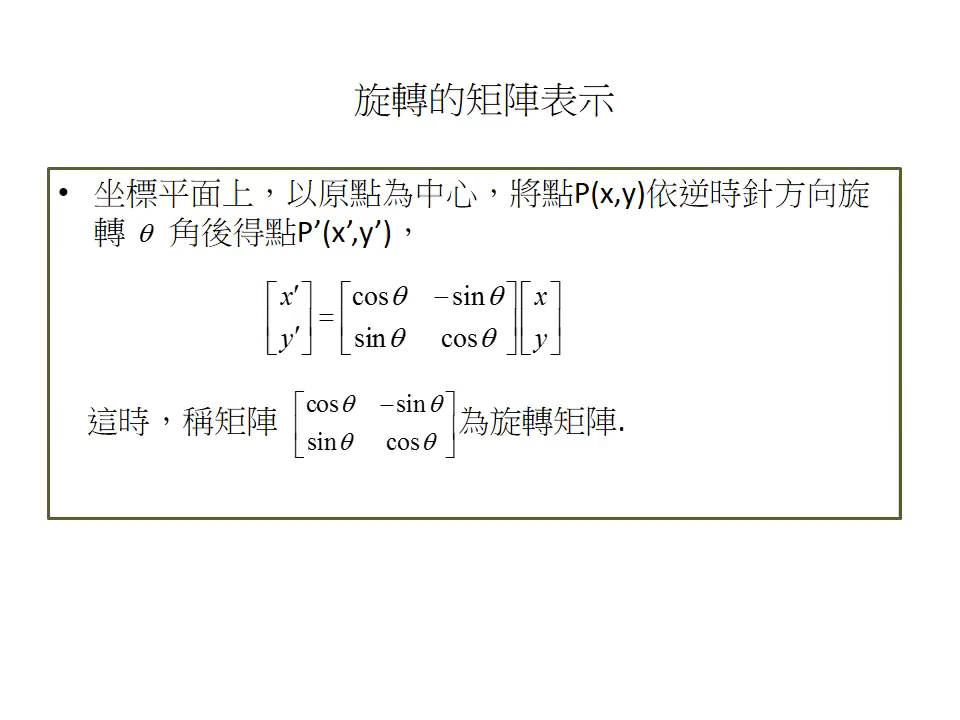 旋轉的矩陣表示
• 坐標平面上，以原點為中心，將點P(x,y)依逆時針方向旋
轉 θ 角後得點P’(x’,y’)，
[x′ y′] = [cosθ −sinθ; sinθ cosθ][x y]
這時，稱矩陣 [cosθ −sinθ; sinθ cosθ] 為旋轉矩陣.